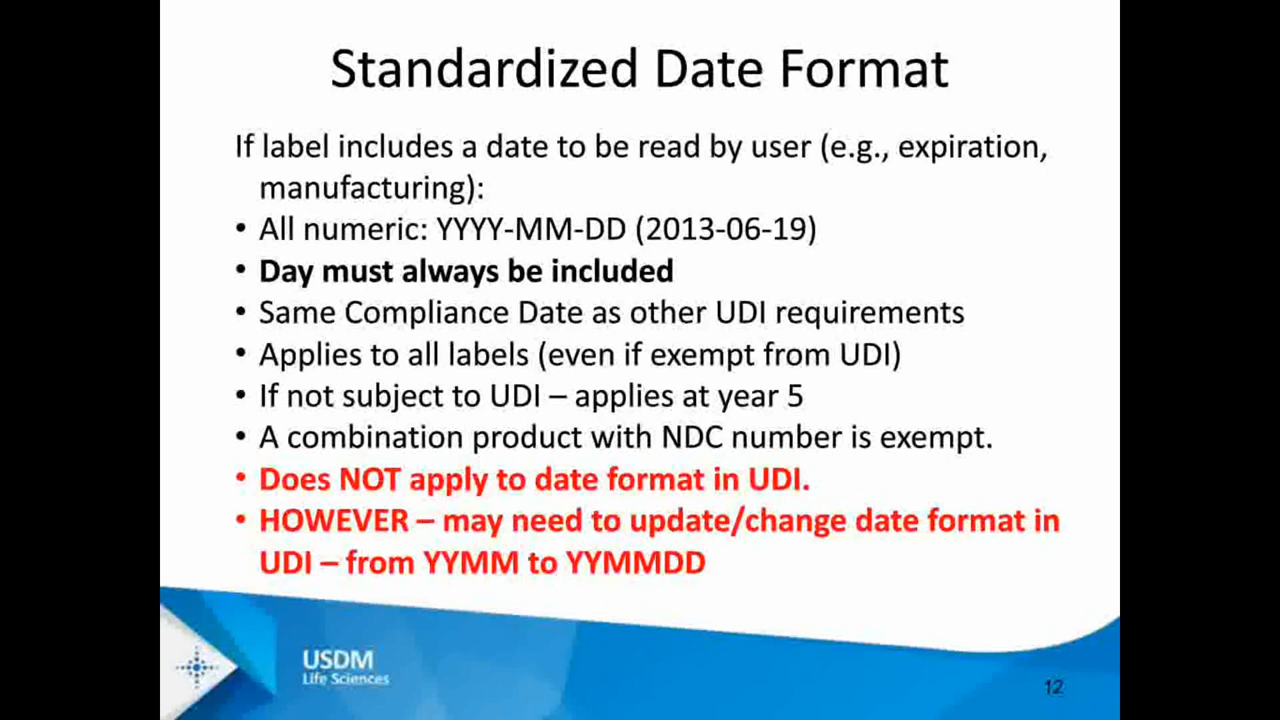 Standardized Date Format
If label includes a date to be read by user (e.g., expiration,
manufacturing):
• All numeric: YYYY-MM-DD (2013-06-19)
• Day must always be included
• Same Compliance Date as other UDI requirements
• Applies to all labels (even if exempt from UDI)
• If not subject to UDI – applies at year 5
• A combination product with NDC number is exempt.
• Does NOT apply to date format in UDI.
• HOWEVER – may need to update/change date format in
UDI – from YYMM to YYMMDD
USDM
Life Sciences
12